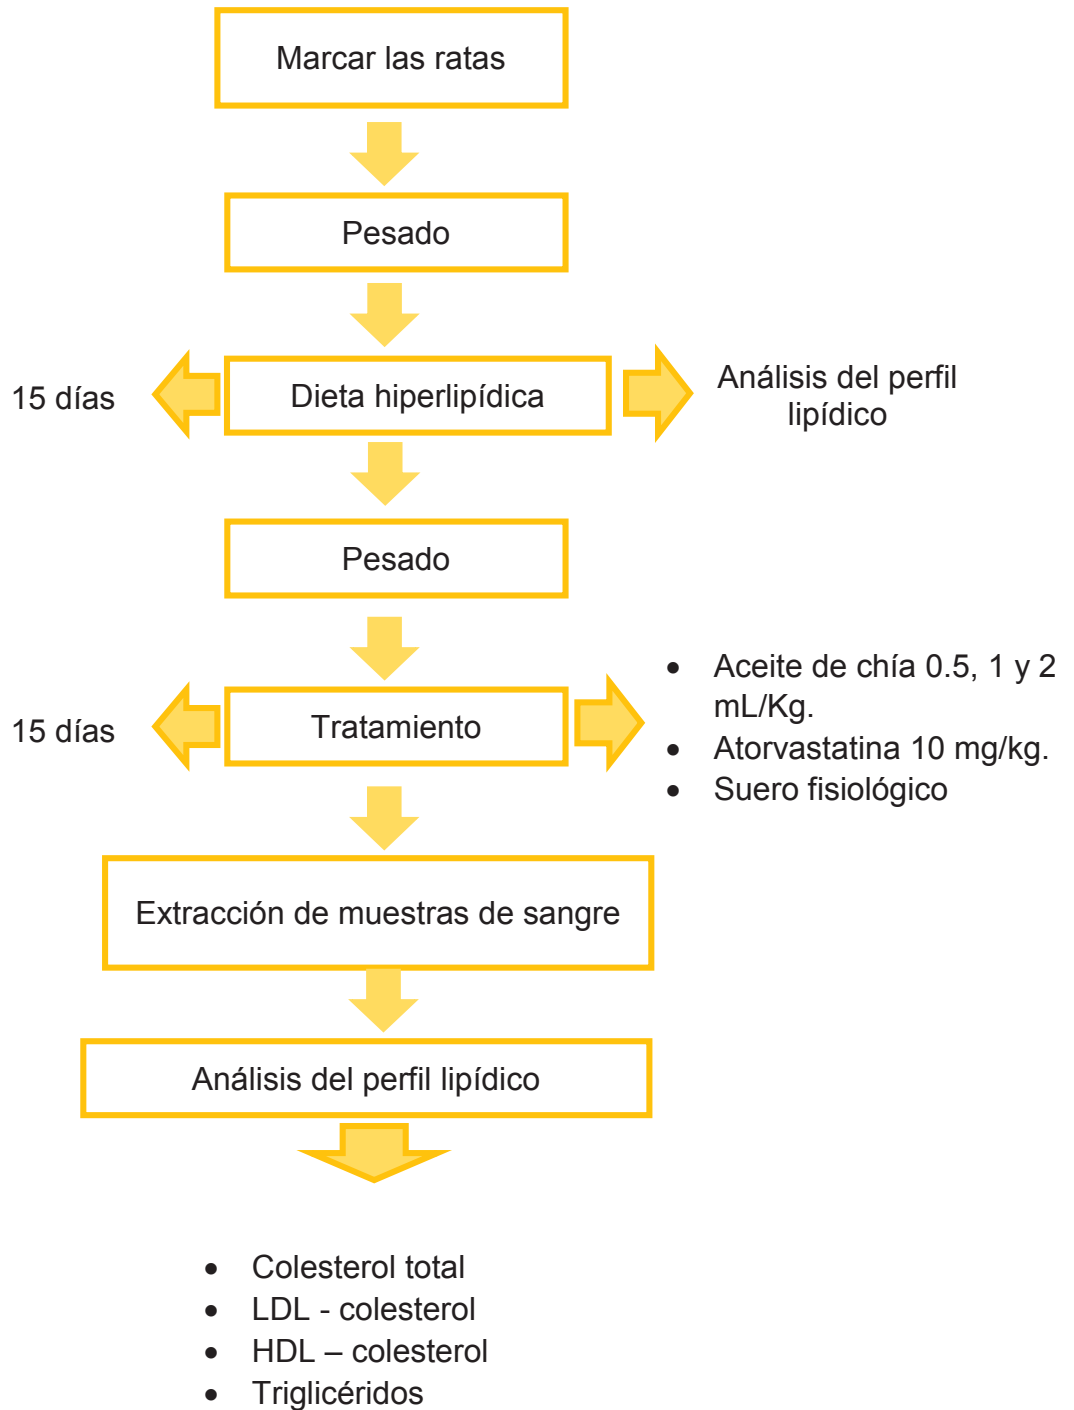 Marcar las ratas
Pesado
15 días
Dieta hiperlipídica
Análisis del perfil
lipídico
Pesado
15 días
Tratamiento
• Aceite de chía 0.5, 1 y 2
mL/Kg.
• Atorvastatina 10 mg/kg.
• Suero fisiológico
Extracción de muestras de sangre
Análisis del perfil lipídico
• Colesterol total
• LDL - colesterol
• HDL – colesterol
• Triglicéridos